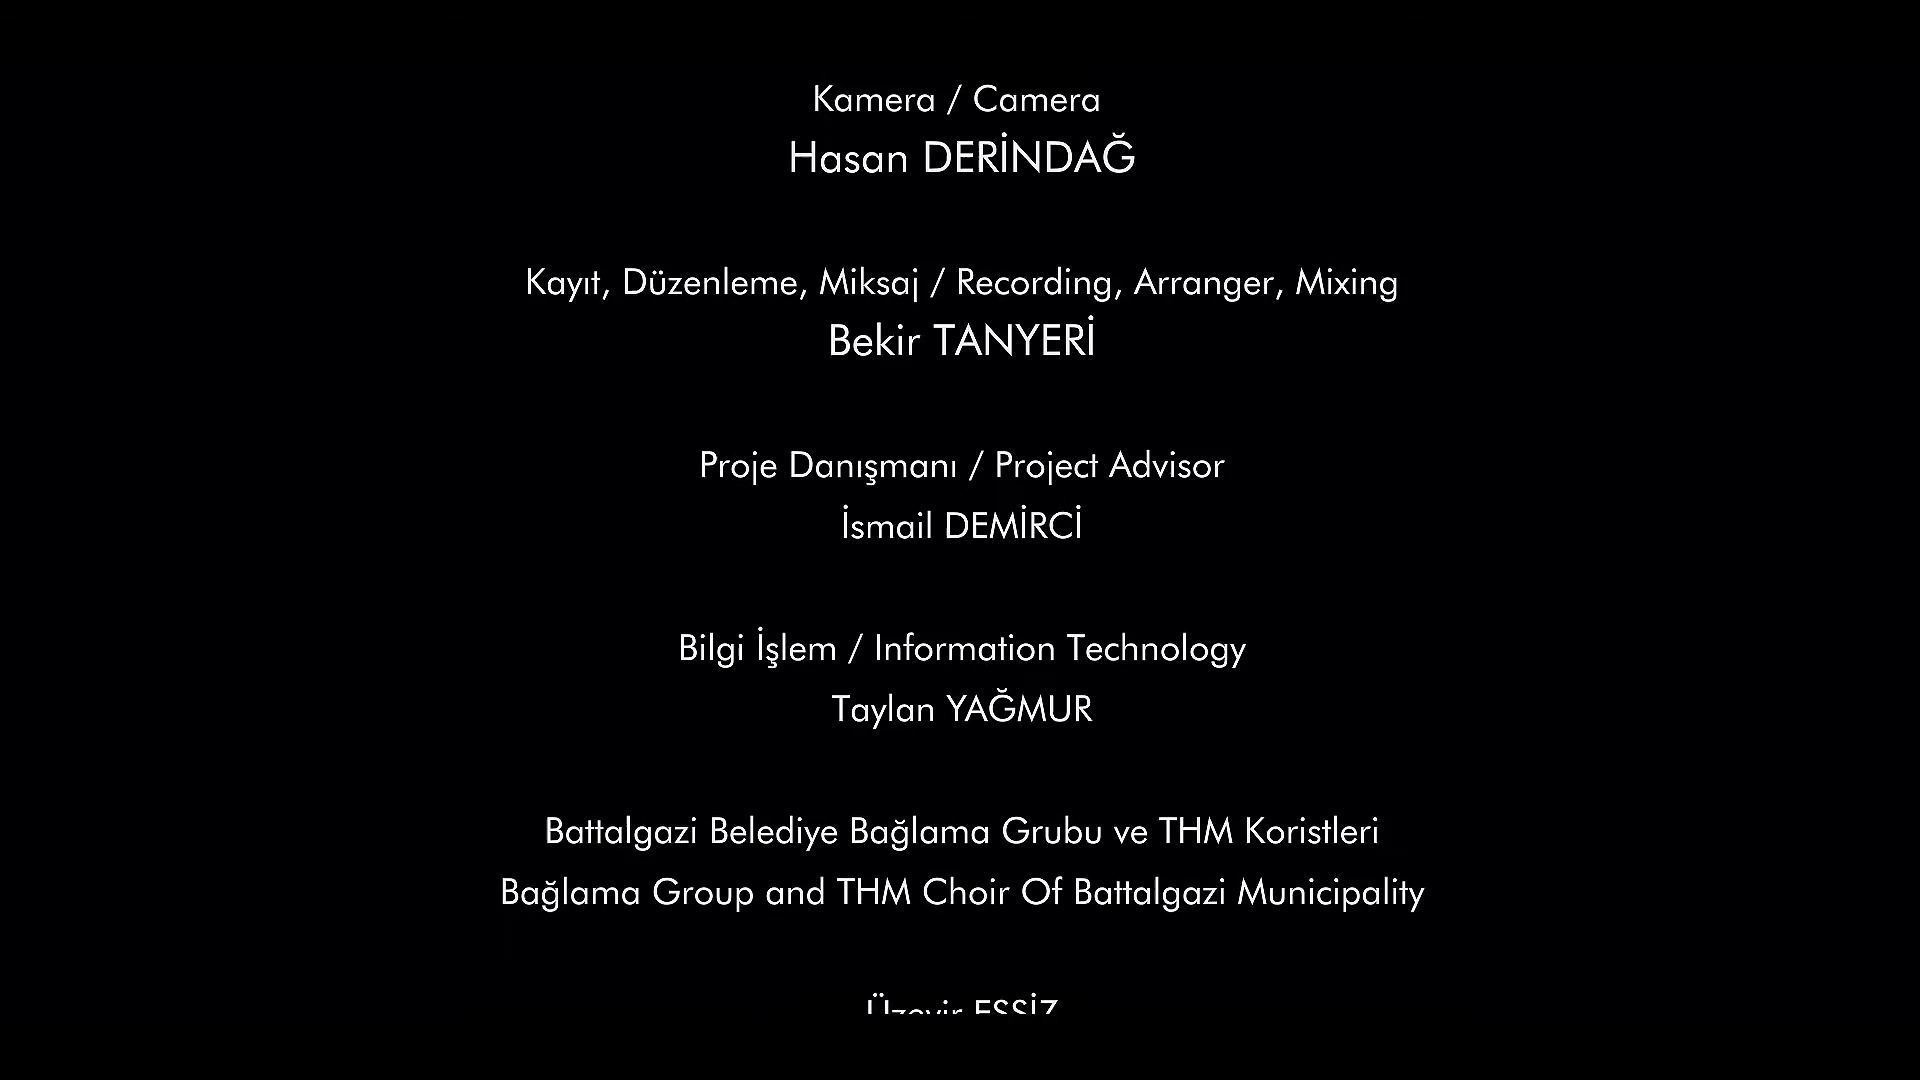 Kamera / Camera
Hasan DERİNDAĞ
Kayıt, Düzenleme, Miksaj / Recording, Arranger, Mixing
Bekir TANYERİ
Proje Danışmanı / Project Advisor
İsmail DEMİRCİ
Bilgi İşlem / Information Technology
Taylan YAĞMUR
Battalgazi Belediye Bağlama Grubu ve THM Koristleri
Bağlama Group and THM Choir Of Battalgazi Municipality